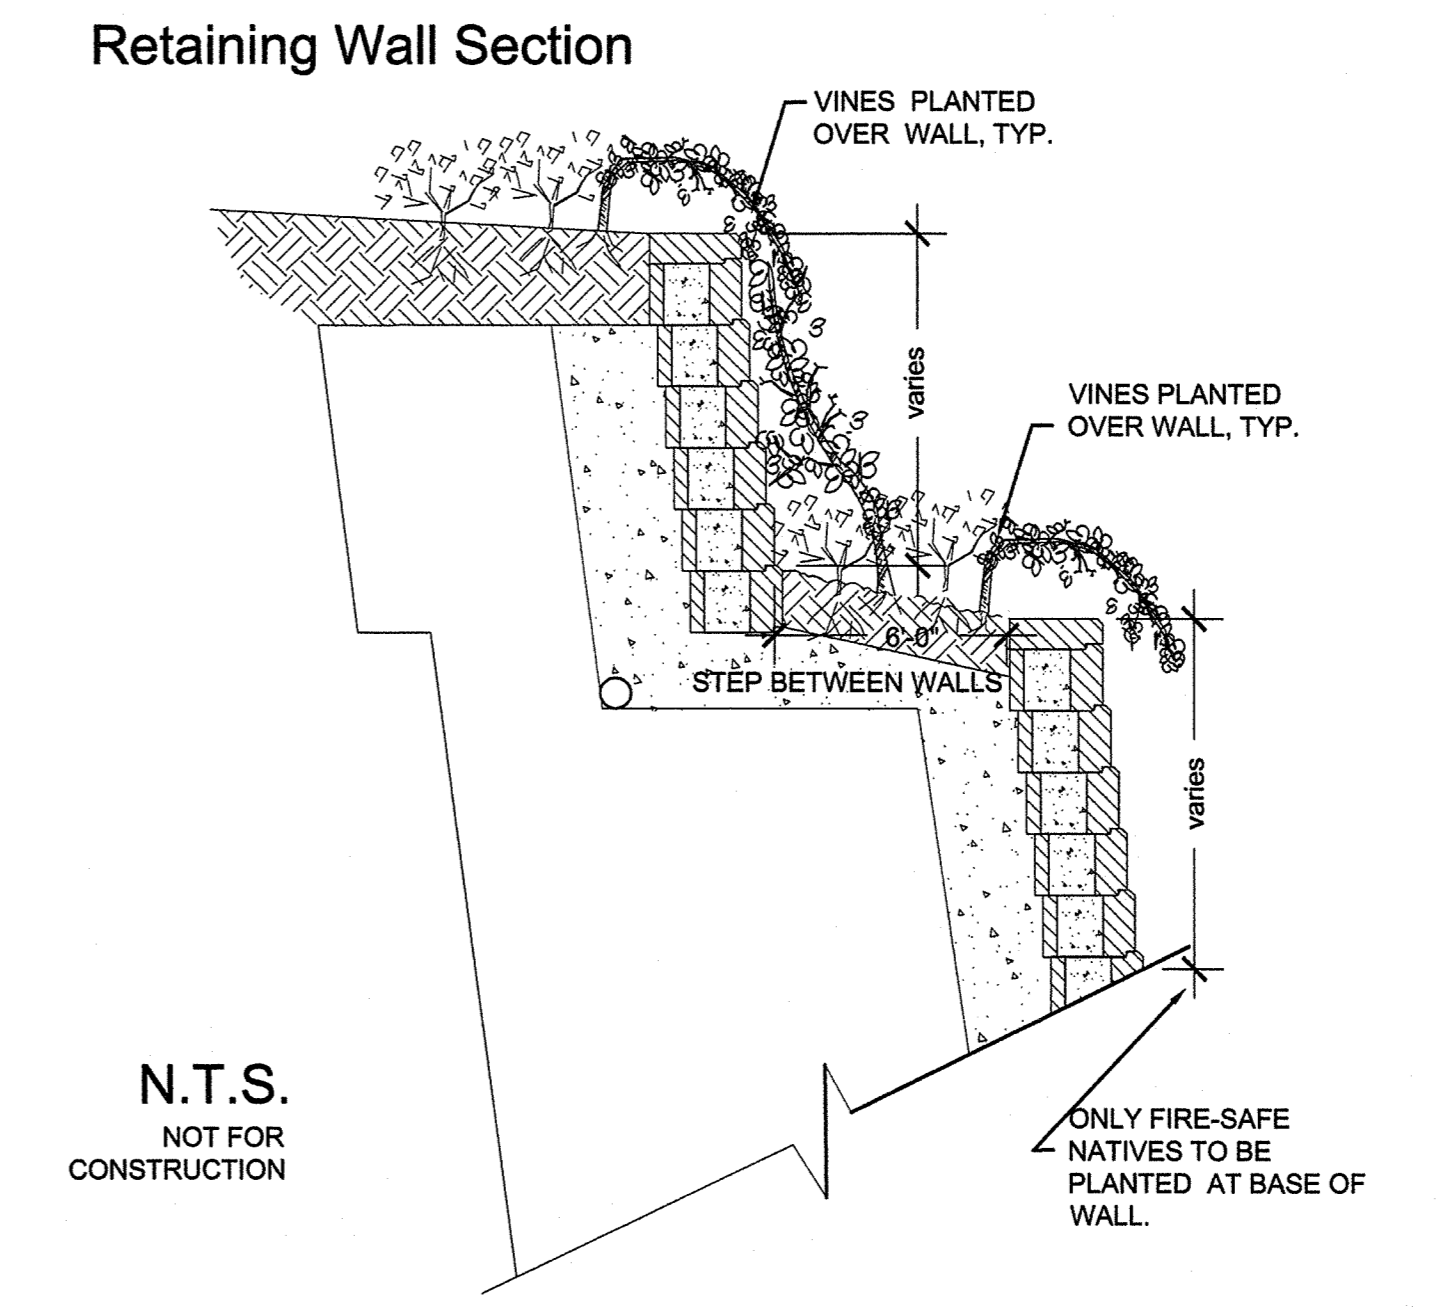 Retaining Wall Section
VINES PLANTED
OVER WALL, TYP.
varies
VINES PLANTED
OVER WALL, TYP.
6'-0"
STEP BETWEEN WALLS
varies
N.T.S.
NOT FOR
CONSTRUCTION
ONLY FIRE-SAFE
NATIVES TO BE
PLANTED AT BASE OF
WALL.